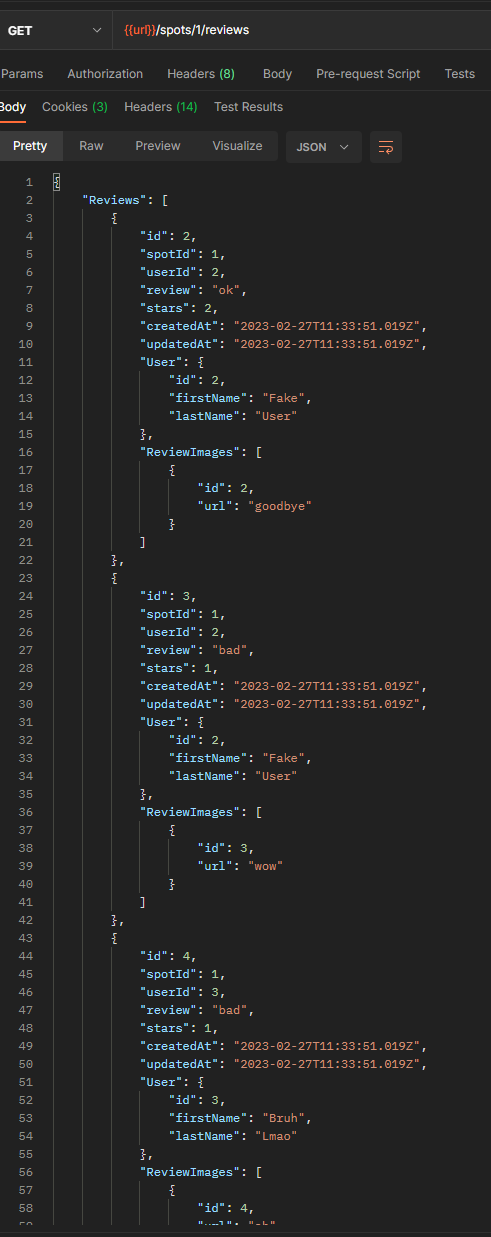 GET {{url}}/spots/1/reviews
Params Authorization Headers (8) Body Pre-request Script Tests
Body Cookies (3) Headers (14) Test Results
Pretty Raw Preview Visualize JSON
1 {
2 "Reviews": [
3 {
4 "id": 2,
5 "spotId": 1,
6 "userId": 2,
7 "review": "ok",
8 "stars": 2,
9 "createdAt": "2023-02-27T11:33:51.019Z",
10 "updatedAt": "2023-02-27T11:33:51.019Z",
11 "User": {
12 "id": 2,
13 "firstName": "Fake",
14 "lastName": "User"
15 },
16 "ReviewImages": [
17 {
18 "id": 2,
19 "url": "goodbye"
20 }
21 ]
22 },
23 {
24 "id": 3,
25 "spotId": 1,
26 "userId": 2,
27 "review": "bad",
28 "stars": 1,
29 "createdAt": "2023-02-27T11:33:51.019Z",
30 "updatedAt": "2023-02-27T11:33:51.019Z",
31 "User": {
32 "id": 2,
33 "firstName": "Fake",
34 "lastName": "User"
35 },
36 "ReviewImages": [
37 {
38 "id": 3,
39 "url": "wow"
40 }
41 ]
42 },
43 {
44 "id": 4,
45 "spotId": 1,
46 "userId": 3,
47 "review": "bad",
48 "stars": 1,
49 "createdAt": "2023-02-27T11:33:51.019Z",
50 "updatedAt": "2023-02-27T11:33:51.019Z",
51 "User": {
52 "id": 3,
53 "firstName": "Bruh",
54 "lastName": "Lmao"
55 },
56 "ReviewImages": [
57 {
58 "id": 4,